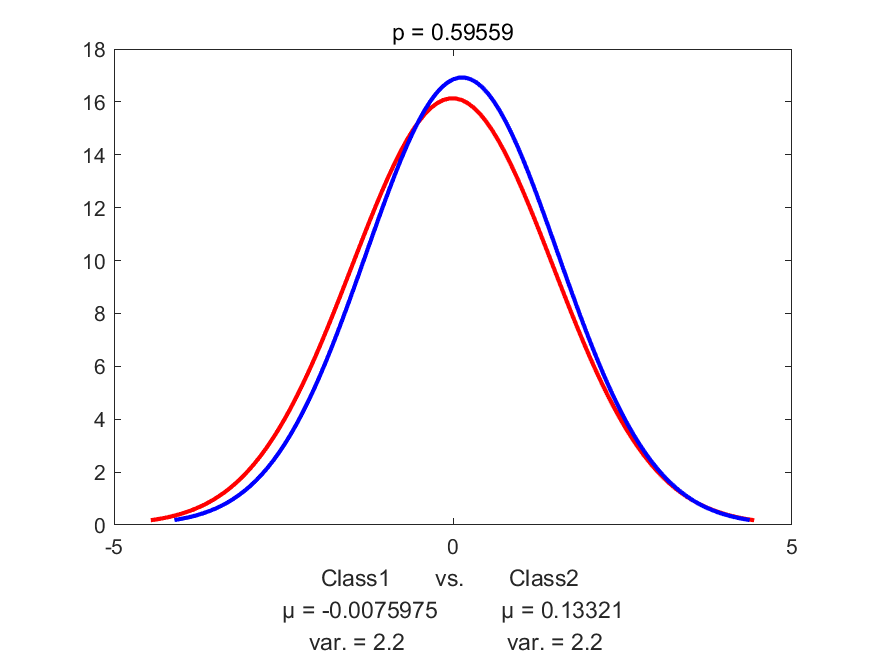 p = 0.59559
18
16
14
12
10
8
6
4
2
0
-5 0 5
Class1 vs. Class2
μ = -0.0075975 μ = 0.13321
var. = 2.2 var. = 2.2